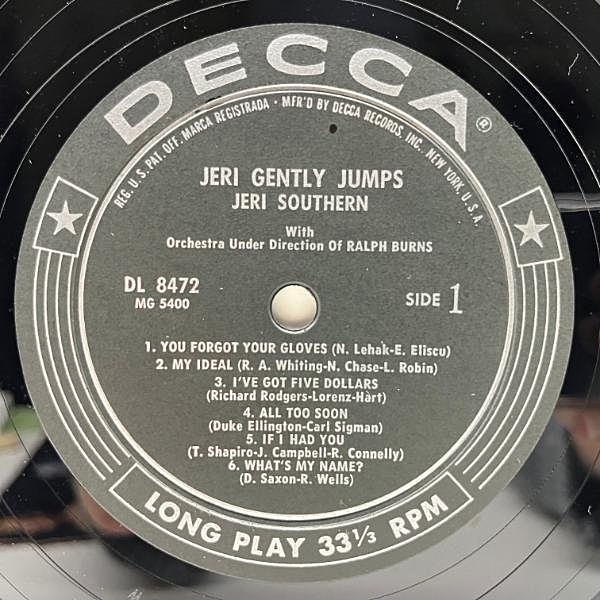 DECCA®
REG. U.S. PAT. OFF. MARCA REGISTRADA • MFR'D BY DECCA RECORDS, INC., NEW YORK, U.S.A.
JERI GENTLY JUMPS
JERI SOUTHERN
With
Orchestra Under Direction Of RALPH BURNS
DL 8472
MG 5400
SIDE 1
1. YOU FORGOT YOUR GLOVES (N. Lehak-E. Eliscu)
2. MY IDEAL (R. A. Whiting-N. Chase-L. Robin)
3. I'VE GOT FIVE DOLLARS
(Richard Rodgers-Lorenz-Hart)
4. ALL TOO SOON
(Duke Ellington-Carl Sigman)
5. IF I HAD YOU
(T. Shapiro-J. Campbell-R. Connelly)
6. WHAT'S MY NAME?
(D. Saxon-R. Wells)
LONG PLAY 33⅓ RPM